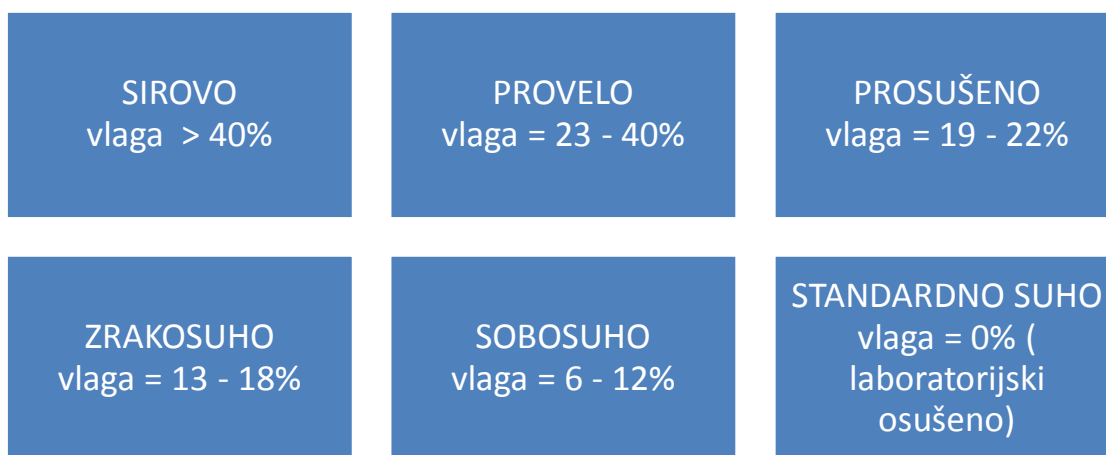 SIROVO
vlaga  > 40%
PROVELO
vlaga = 23 - 40%
PROSUŠENO
vlaga = 19 - 22%
ZRAKOSUHO
vlaga = 13 - 18%
SOBOSUHO
vlaga = 6 - 12%
STANDARDNO SUHO
vlaga = 0% (
laboratorijski
osušeno)